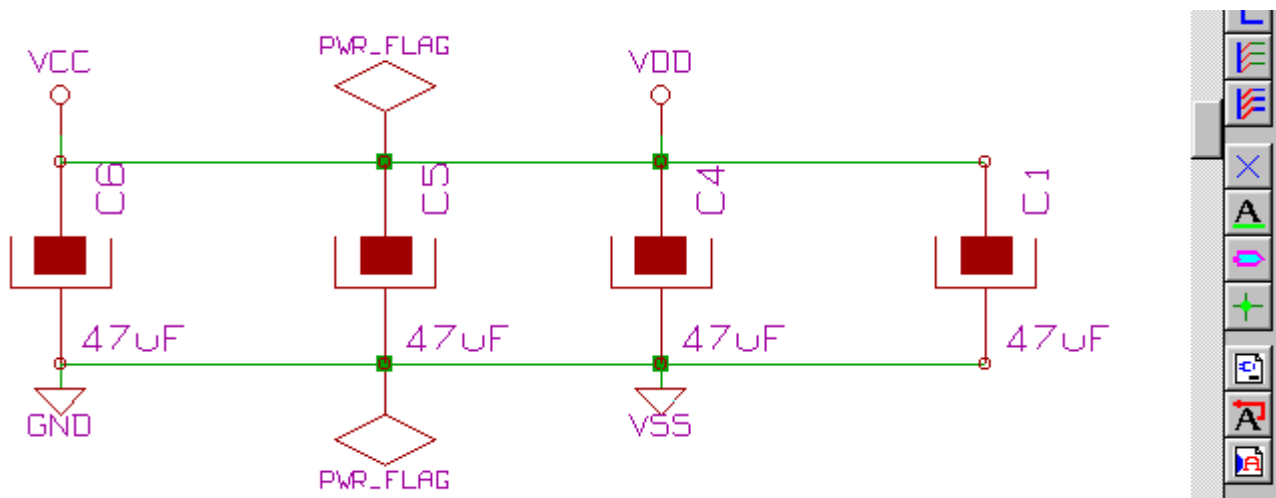 PWR_FLAG
VCC
VDD
C6
C5
C4
C1
47uF
47uF
47uF
47uF
GND
VSS
PWR_FLAG
A
A
A